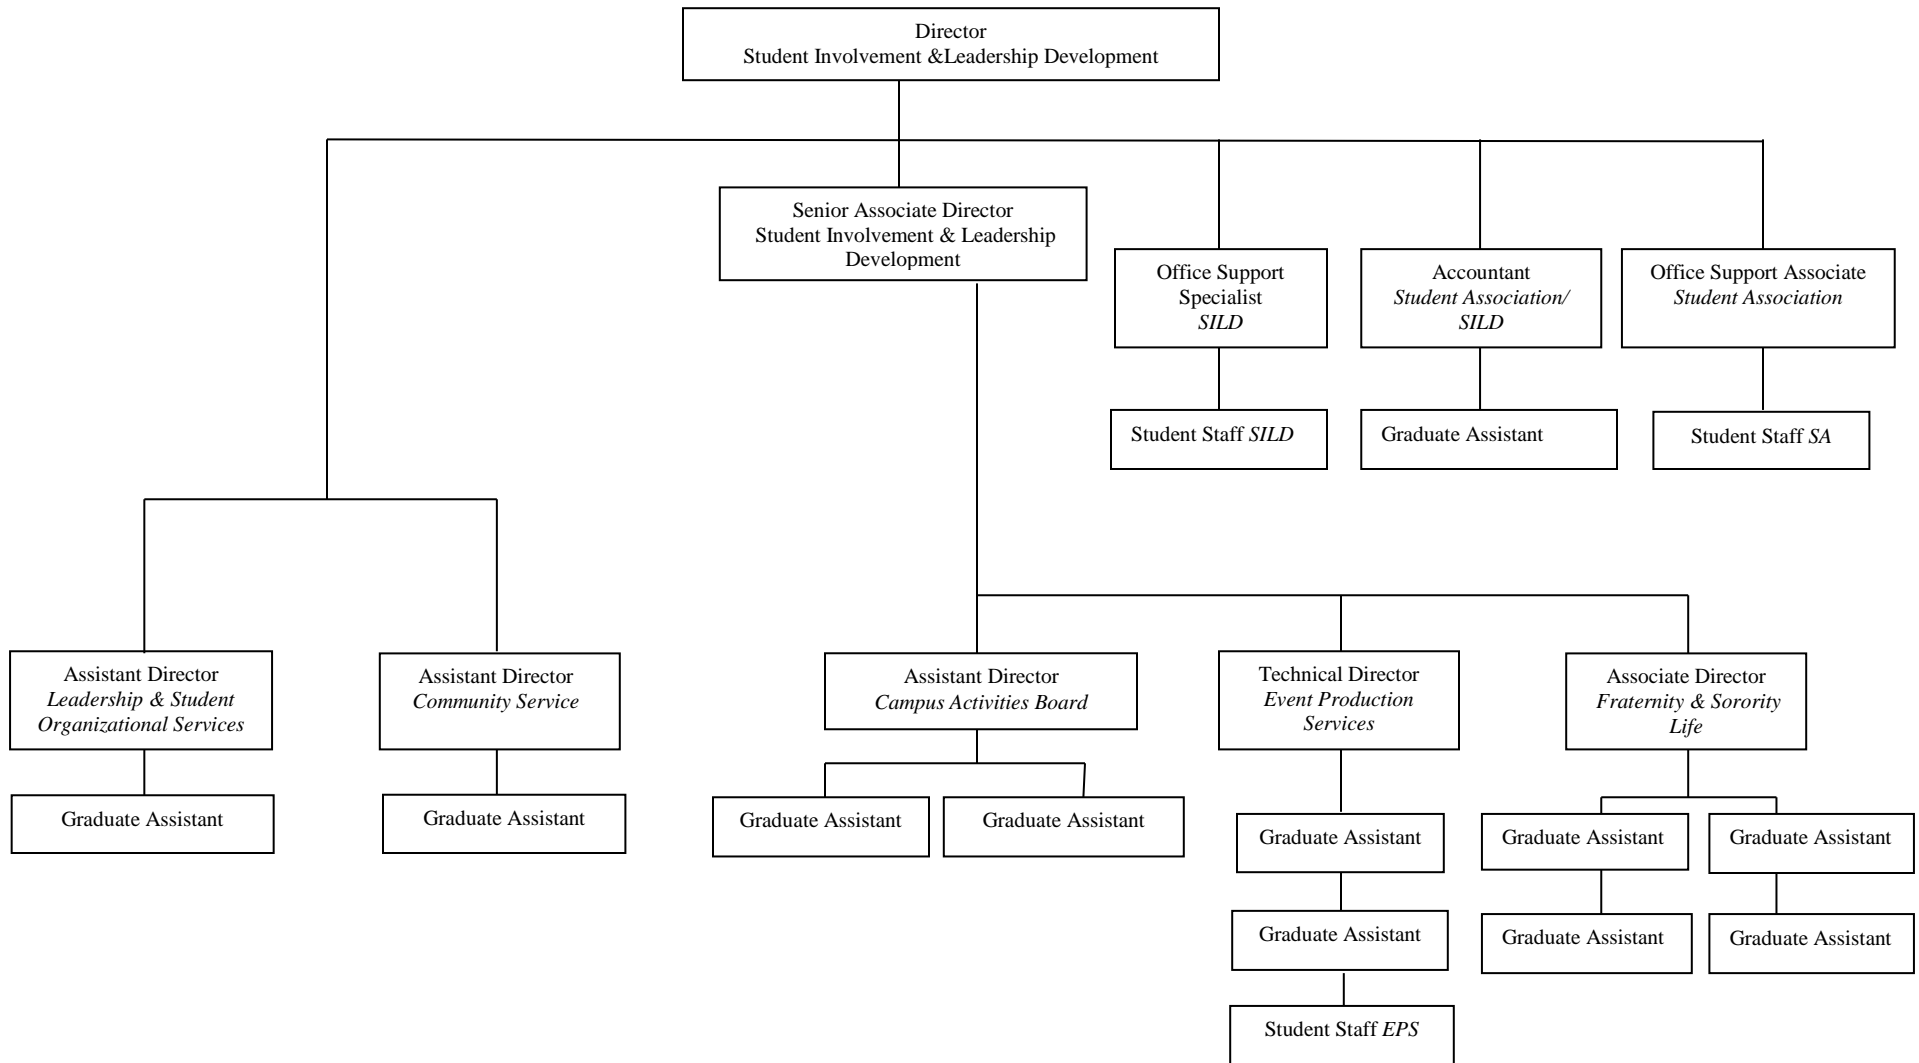 Director
Student Involvement &Leadership Development
Senior Associate Director
Student Involvement & Leadership
Development
Office Support
Specialist
SILD
Accountant
Student Association/
SILD
Office Support Associate
Student Association
Student Staff SILD
Graduate Assistant
Student Staff SA
Assistant Director
Leadership & Student
Organizational Services
Assistant Director
Community Service
Assistant Director
Campus Activities Board
Technical Director
Event Production
Services
Associate Director
Fraternity & Sorority
Life
Graduate Assistant
Graduate Assistant
Graduate Assistant
Graduate Assistant
Graduate Assistant
Graduate Assistant
Graduate Assistant
Graduate Assistant
Graduate Assistant
Graduate Assistant
Student Staff EPS